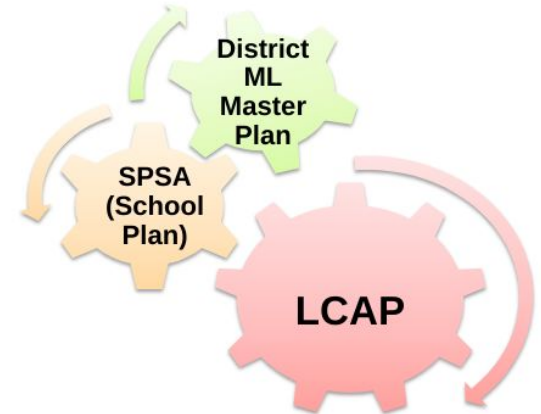 District
ML
Master
Plan
SPSA
(School
Plan)
LCAP